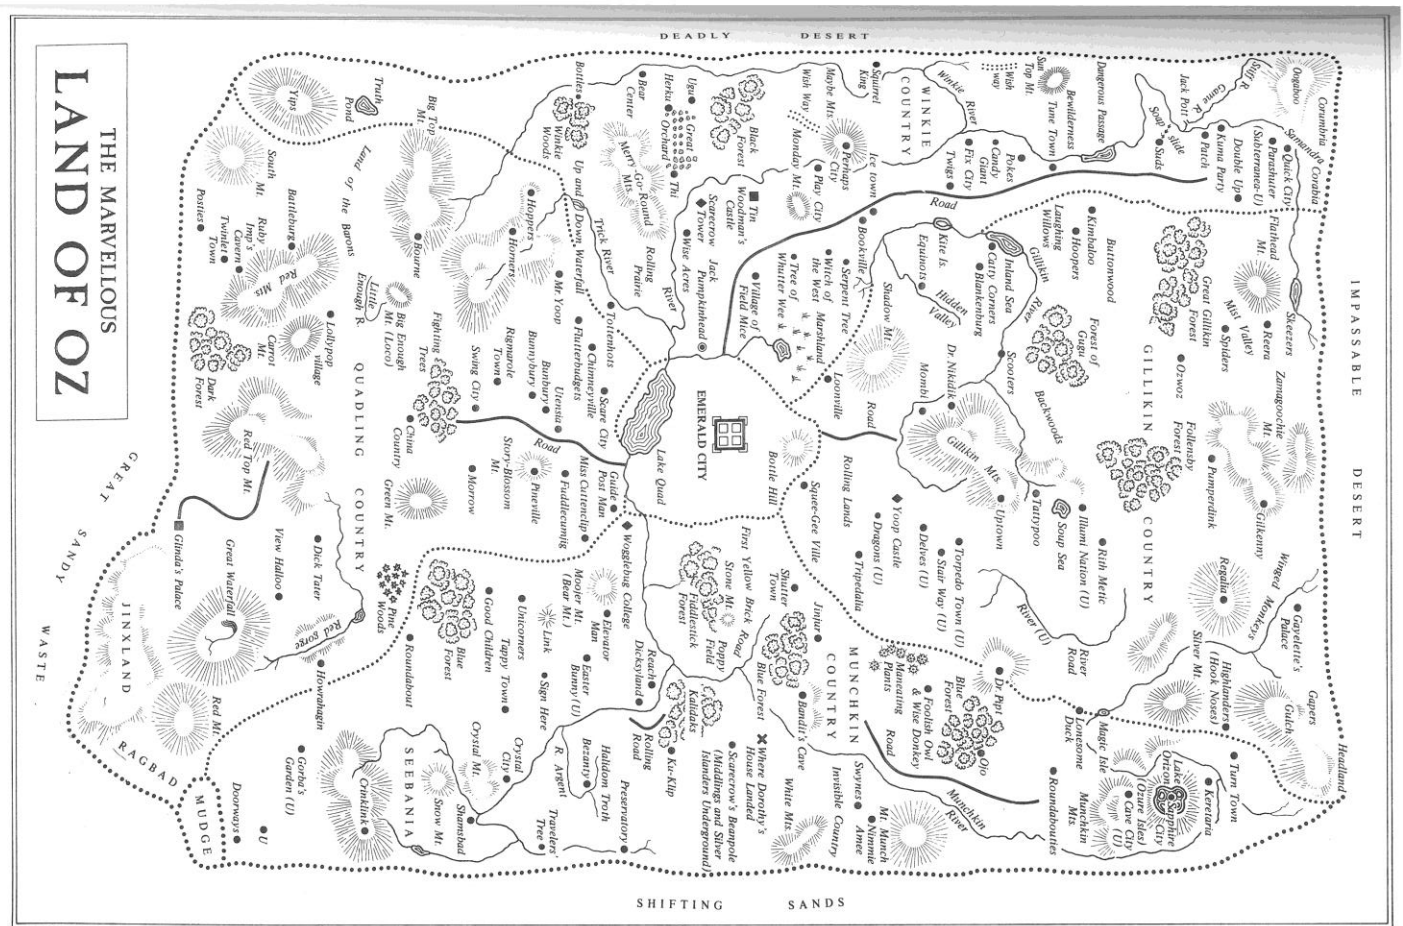 THE MARVELLOUS
LAND OF OZ
IMPASSABLE DESERT
DEADLY DESERT
SHIFTING SANDS
GREAT SANDY WASTE
Corumbria
Corabia
Oogaboo
Samandra
Stiff R.
Game R.
Quick City
Parashuter
(Subterranea-U)
Double Up
Kuma Party
Patch
Jack Pott
Soap slide
Suds
Dangerous Passage
Bewilderness
Tune Town
Sun
Top Mt.
Wish
way
Pokes
Candy
Giant
Fix City
Twigs
Winkie
River
WINKIE
COUNTRY
Squirrel
King
Ice town
Maybe Mts.
Perhaps
City
Wish Way
Play City
Monday Mt.
Road
Black
Forest
Tin
Woodman's
Castle
Scarecrow
Tower
Jack
Pumpkinhead
Wise Acres
Ugu
Herku
Great
Orchard
Thi
Bear
Center
Merry-Go-Round
Mts.
Rolling
Prairie
River
Bottles
Winkie
Woods
Up and Down Waterfall
Trick River
Tottenhots
Truth
Pond
Yips
Skeezers
Flathead
Mt.
Reera
Mist Valley
Spiders
Great Gillikin
Forest
Ozwoz
Buttonwood
Kimbaloo
Hoopers
Laughing
Willows
Gillikin
River
Inland Sea
Catty Corners
Blankenburg
Kite Is.
Equinots
Hidden
Valley
Bookville
Serpent Tree
Witch of
the West
Marshland
Tree of
Whutter Wee
Village of
Field Mice
Shadow Mt.
Loonville
Forest of
Gugu
Scooters
Backwoods
GILLIKIN COUNTRY
Zamagoochie
Mt.
Follensby
Forest
Pumperdink
Gilkenny
Dr. Nikidik
Mombi
Gillikin
Mts.
Uptown
Tattypoo
Soup Sea
Illumi Nation (U)
Rith Metic
Road
Rolling Lands
Bottle Hill
Squee-Gee Ville
Yoop Castle
Dragons (U)
Delves (U)
Tripedalia
Stair Way (U)
Torpedo Town (U)
River (U)
River
Road
Regalia
Winged Monkeys
Gayelette's
Palace
Highlanders
(Hook Noses)
Silver Mt.
Gapers
Gulch
Headland
Turn Town
Keretaria
Lake
Orizon
Sapphire
City
Ozure Isles)
Cave City
(U)
Munchkin
Mts.
Magic Isle
Lonesome
Duck
Roundabouties
Dr. Pipt
Ojo
Blue
Forest
Foolish Owl
& Wise Donkey
Maneating
Plants
Road
Munchkin
River
MUNCHKIN
COUNTRY
Mt. Munch
Nimmie
Amee
Swynes
Invisible Country
White Mts.
Jinjur
Shutter
Town
Bandit's Cave
Blue Forest
Where Dorothy's
House Landed
Scarecrow's Beanpole
(Middlings and Silver
Islanders Underground)
First Yellow Brick Road
Stone Mt.
Poppy
Field
Fiddlestick
Forest
Kalidahs
Ku-Klip
Rolling
Road
Reach
Dicksyland
EMERALD CITY
Lake Quad
Wogglebug College
Guide
Post Man
Miss Cuttenclip
Fuddlecumjig
Elevator
Man
Moojer Mt.
(Bear Mt.)
Easter
Bunny (U)
Link
Unicorns
Sign Here
Tappy Town
Good Children
Blue
Forest
Roundabout
Preservatory
Halidon Troth
Bezanty
R. Argent
Travelers'
Tree
Crystal
City
Crystal Mt.
Shamsbad
Snow Mt.
SEEBANIA
Orinklink
Gorba's
Garden (U)
U
Doorways
MUDGE
RAGBAD
Scare City
Chimneyville
Flutterbudgets
Utensia
Bunbury
Bunnybury
Rigmarole
Town
Swing City
Mr. Yoop
Horners
Hoppers
Road
Pineville
Story-Blossom
Mt.
Morrow
Fighting
Trees
China
Country
Green Mt.
Pine
Woods
QUADLING COUNTRY
Big Top
Mt.
Bourne
Big Enough
Mt. (Loco)
Little
Enough R.
Land of the Barons
Lollypop
village
Carrot
Mt.
Red
Mts
Battleburg
Ruby
Imp's
Cavern
Twinkler
Town
Posties
South
Mt.
Dark
Forest
Red Top Mt.
Glinda's Palace
Dick Tater
View Halloo
Great Waterfall
Red Gorge
Howrahagin
Red Mt.
JINXLAND